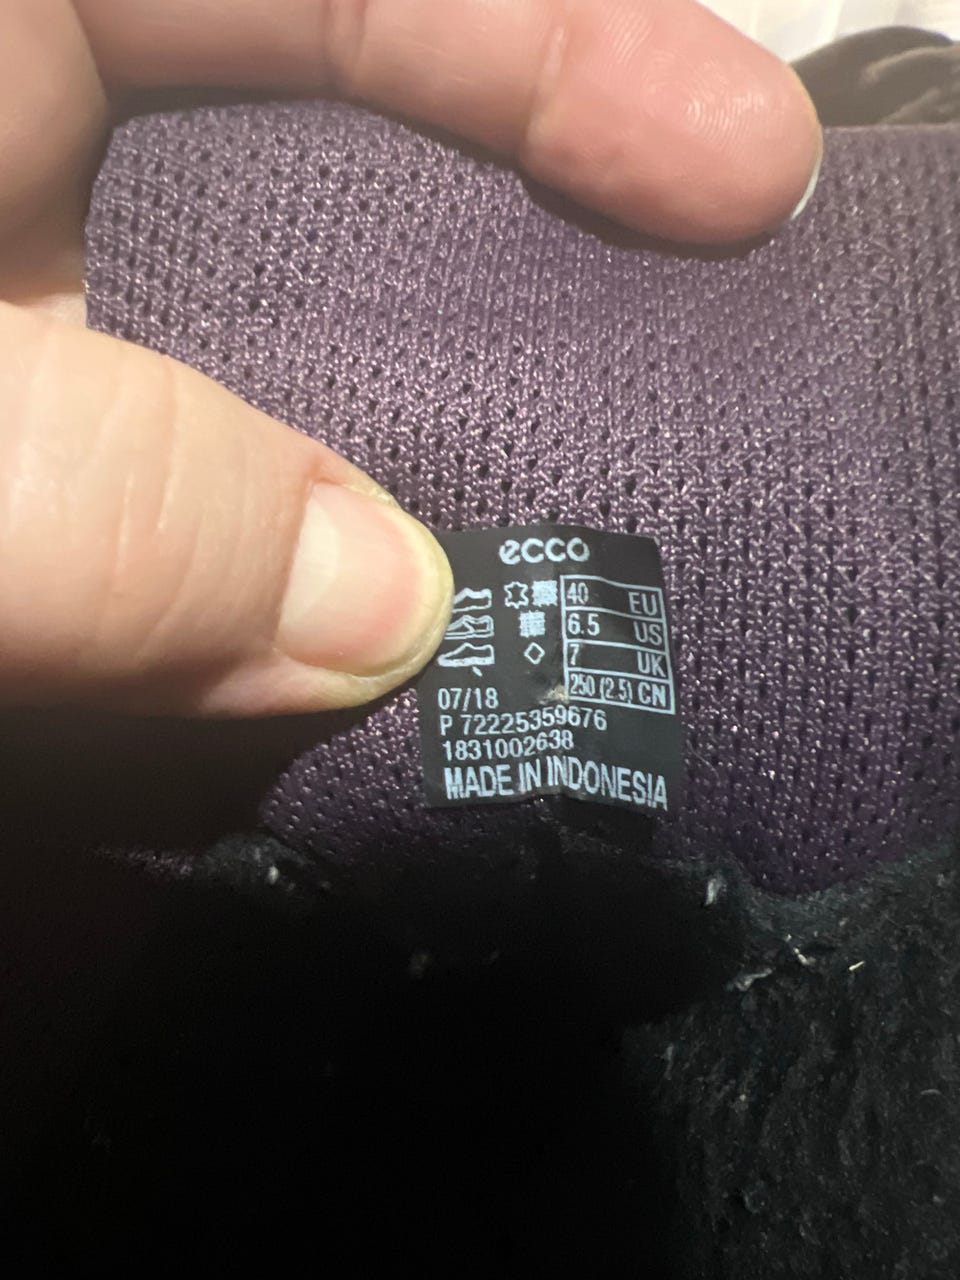 ecco
40 EU
6.5 US
7 UK
250 (2.5) CN
07/18
P 72225359676
1831002638
MADE IN INDONESIA